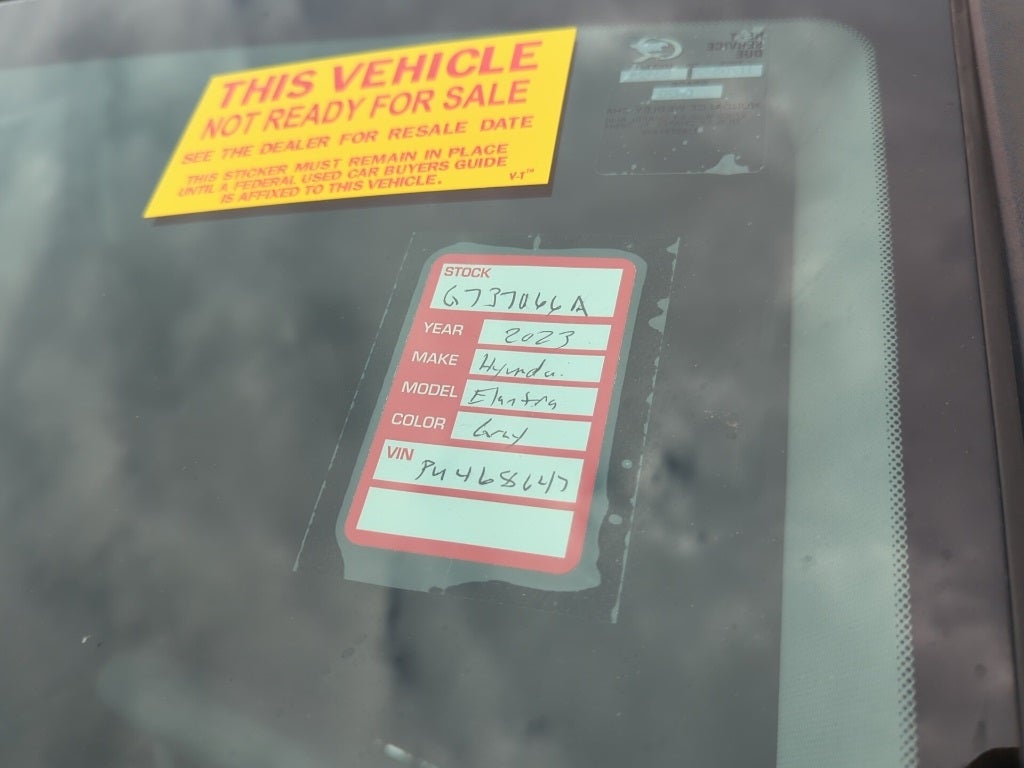 THIS VEHICLE
NOT READY FOR SALE
SEE THE DEALER FOR RESALE DATE
THIS STICKER MUST REMAIN IN PLACE
UNTIL A FEDERAL USED CAR BUYERS GUIDE
IS AFFIXED TO THIS VEHICLE.
V-T™
STOCK
G737066A
YEAR 2023
MAKE Hyundai
MODEL Elantra
COLOR Gray
VIN